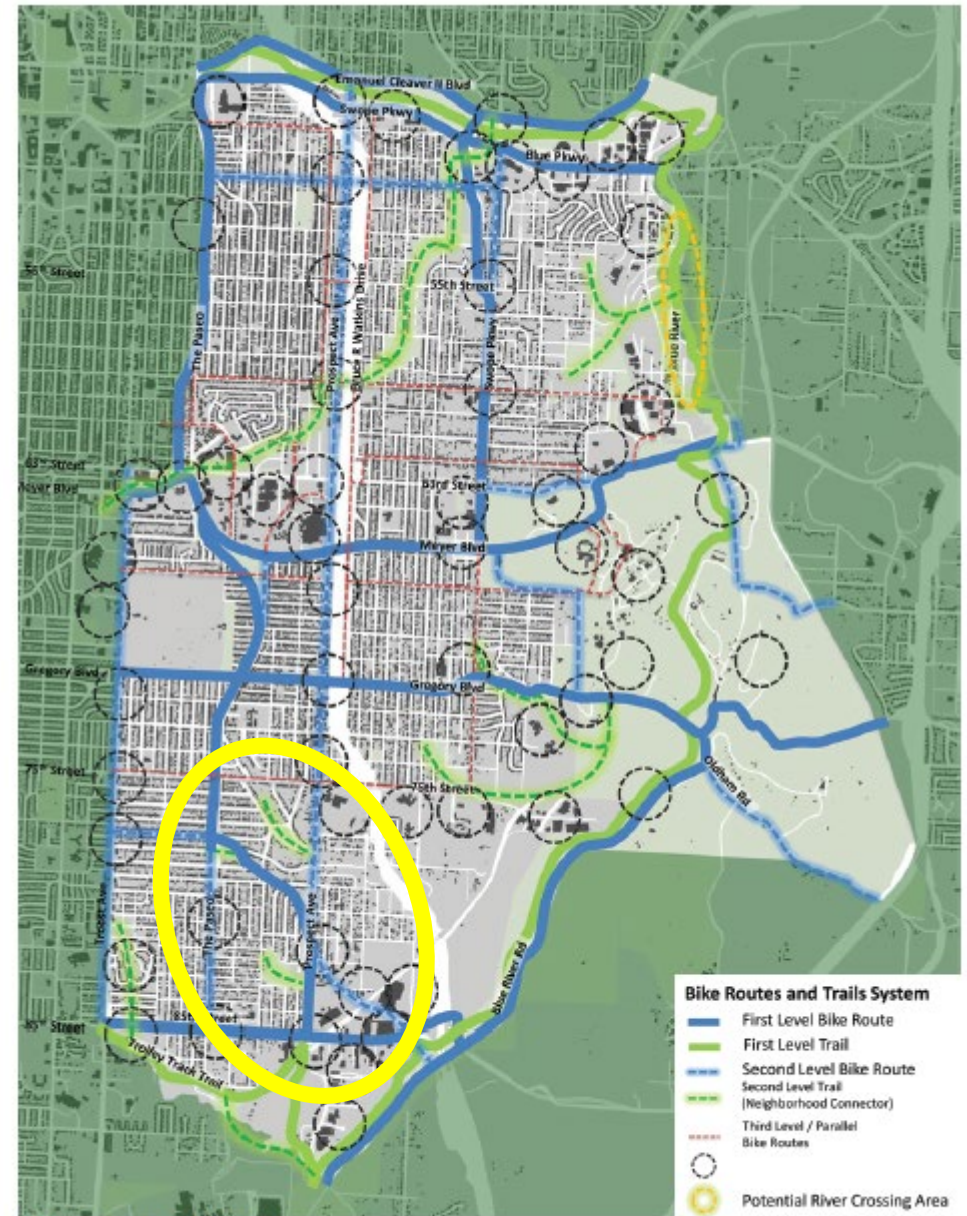 Emanuel Cleaver II Blvd
Swope Pkwy
Blue Pkwy
55th Street
The Paseo
Prospect Ave
Bruce R Watkins Drive
Swope Pkwy
Blue River
63rd Street
63rd Street
Meyer Blvd
Meyer Blvd
Gregory Blvd
Gregory Blvd
Oldham Rd
75th Street
75th Street
Troost Ave
The Paseo
Prospect Ave
Blue River Rd
85th Street
85th Street
Trolley Track Trail
Bike Routes and Trails System
First Level Bike Route
First Level Trail
Second Level Bike Route
Second Level Trail
(Neighborhood Connector)
Third Level / Parallel
Bike Routes
Potential River Crossing Area